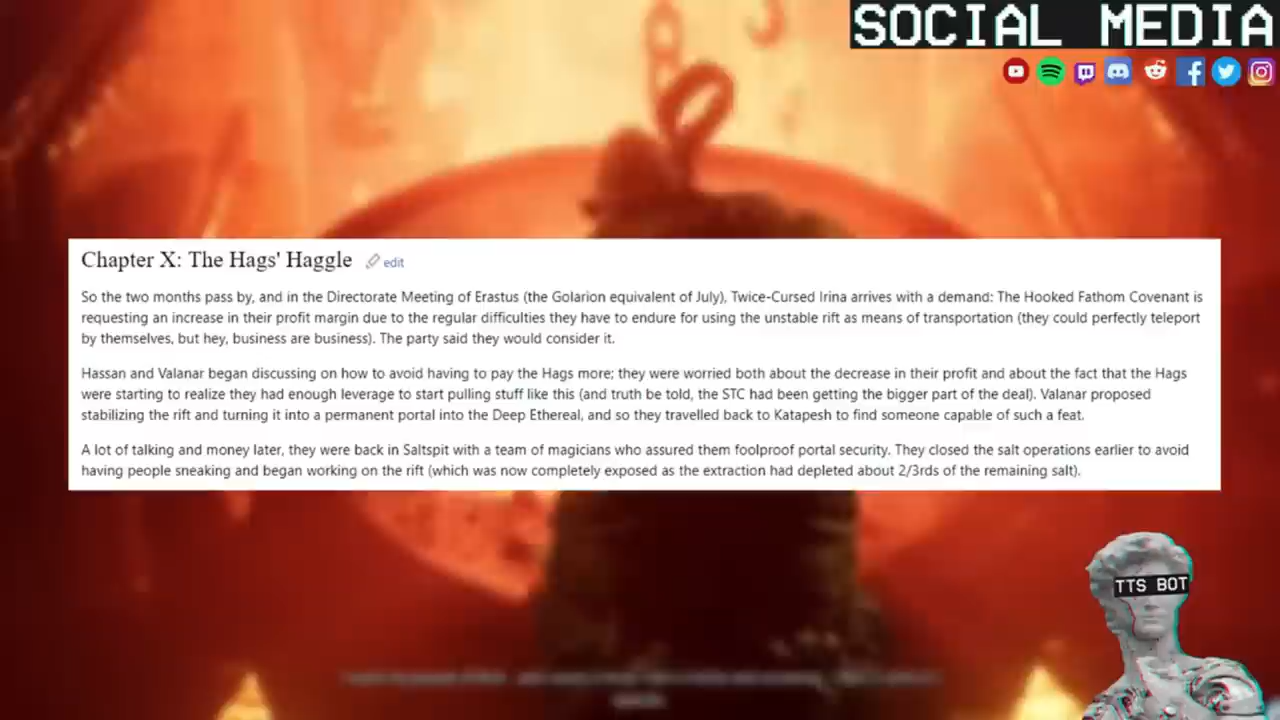 SOCIAL MEDIA
Chapter X: The Hags' Haggle edit
So the two months pass by, and in the Directorate Meeting of Erastus (the Golarion equivalent of July), Twice-Cursed Irina arrives with a demand: The Hooked Fathom Covenant is
requesting an increase in their profit margin due to the regular difficulties they have to endure for using the unstable rift as means of transportation (they could perfectly teleport
by themselves, but hey, business are business). The party said they would consider it.
Hassan and Valanar began discussing on how to avoid having to pay the Hags more; they were worried both about the decrease in their profit and about the fact that the Hags
were starting to realize they had enough leverage to start pulling stuff like this (and truth be told, the STC had been getting the bigger part of the deal). Valanar proposed
stabilizing the rift and turning it into a permanent portal into the Deep Ethereal, and so they travelled back to Katapesh to find someone capable of such a feat.
A lot of talking and money later, they were back in Saltspit with a team of magicians who assured them foolproof portal security. They closed the salt operations earlier to avoid
having people sneaking and began working on the rift (which was now completely exposed as the extraction had depleted about 2/3rds of the remaining salt).
TTS BOT